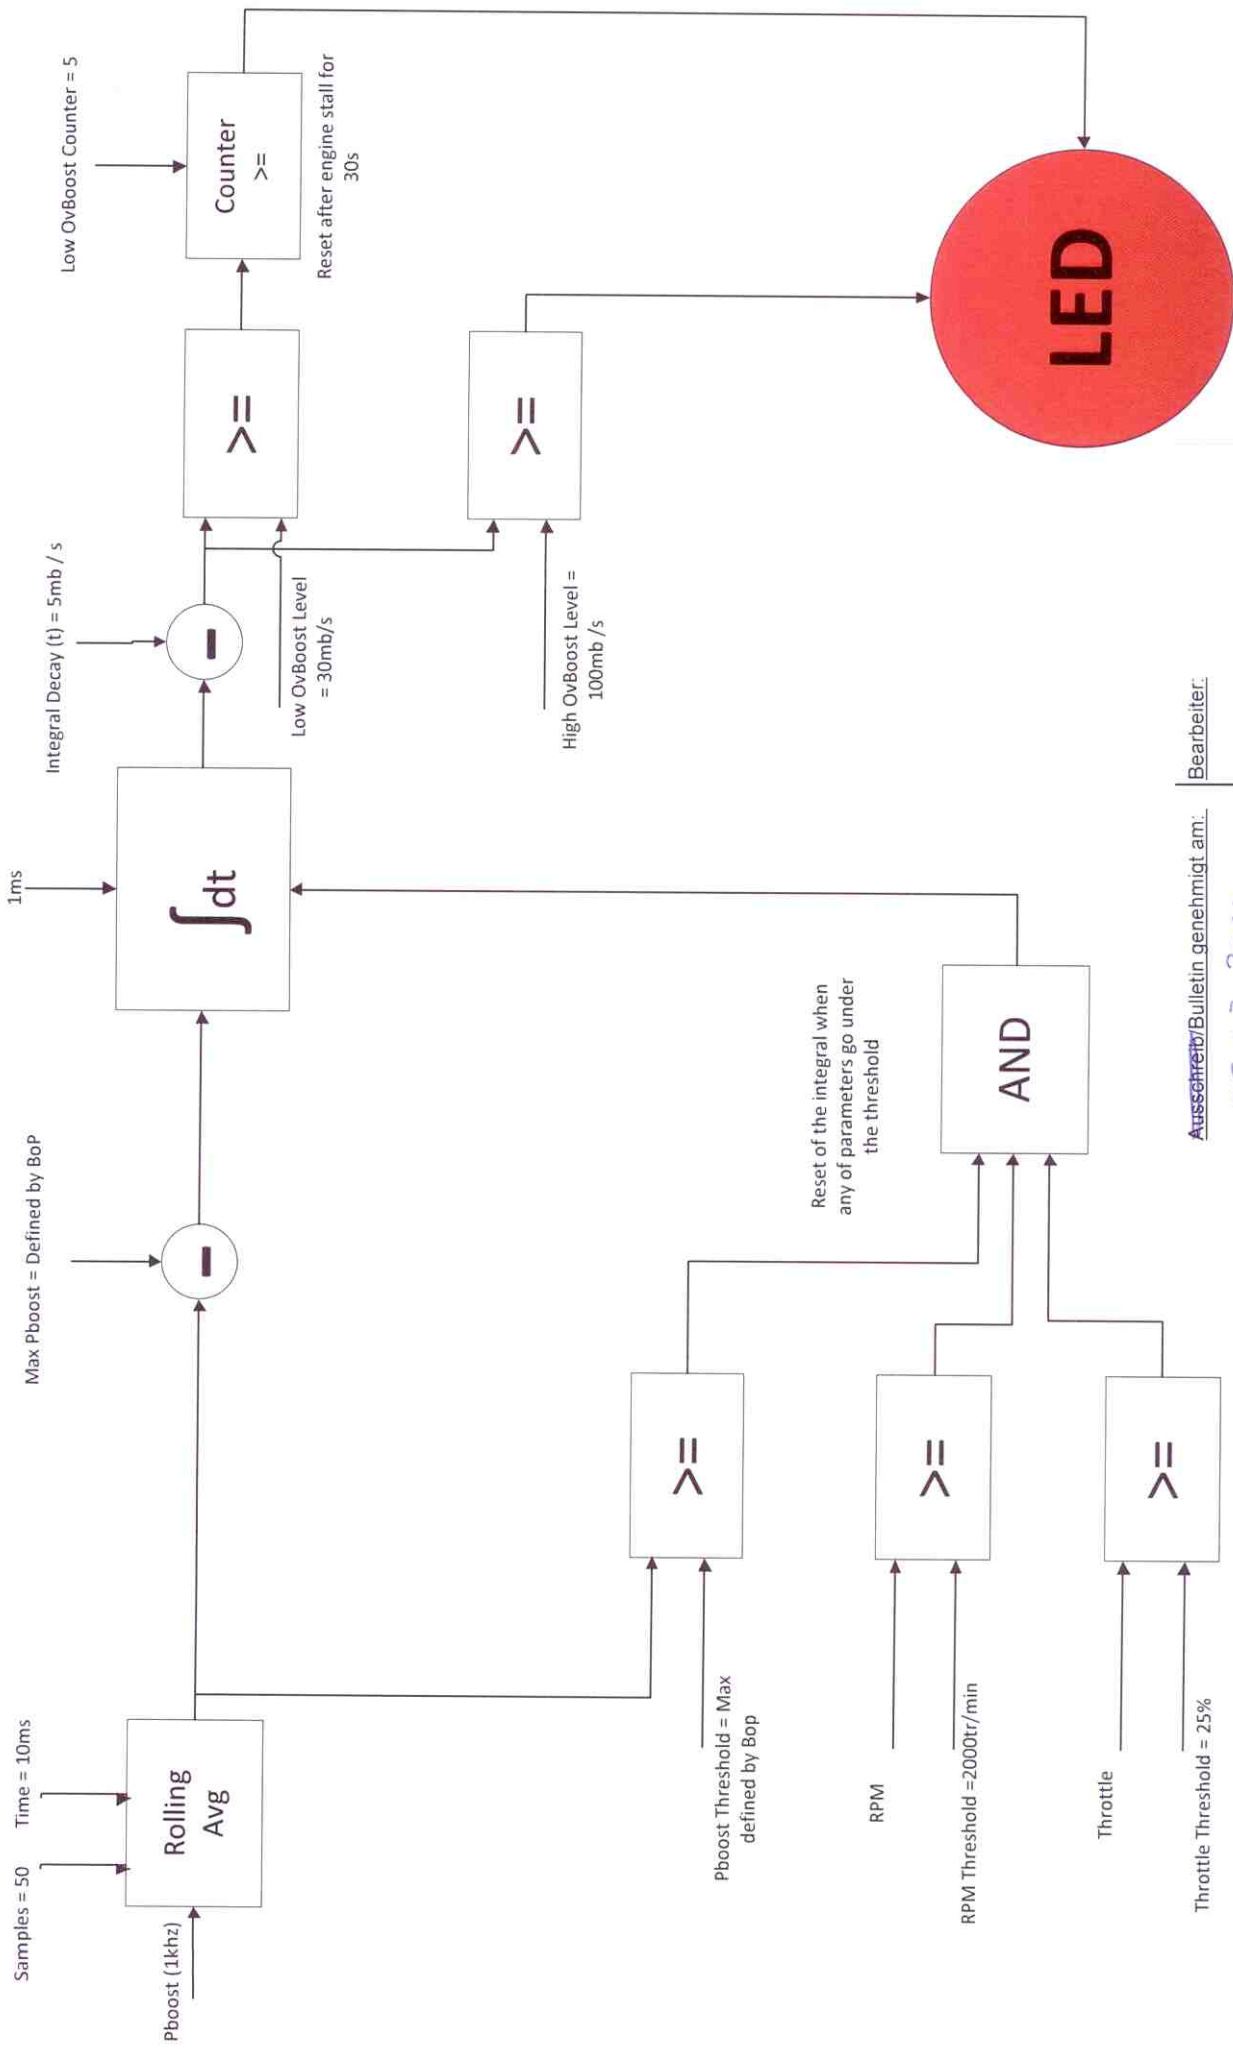 Samples = 50
Time = 10ms
Pboost (1khz)
Rolling
Avg
Max Pboost = Defined by BoP
-
1ms
∫dt
Integral Decay (t) = 5mb / s
-
Low OvBoost Level
= 30mb/s
>=
Low OvBoost Counter = 5
Counter
>=
Reset after engine stall for
30s
High OvBoost Level =
100mb /s
>=
LED
Pboost Threshold = Max
defined by Bop
>=
RPM
RPM Threshold =2000tr/min
>=
Throttle
Throttle Threshold = 25%
>=
Reset of the integral when
any of parameters go under
the threshold
AND
Ausschreib/Bulletin genehmigt am:
Bearbeiter: